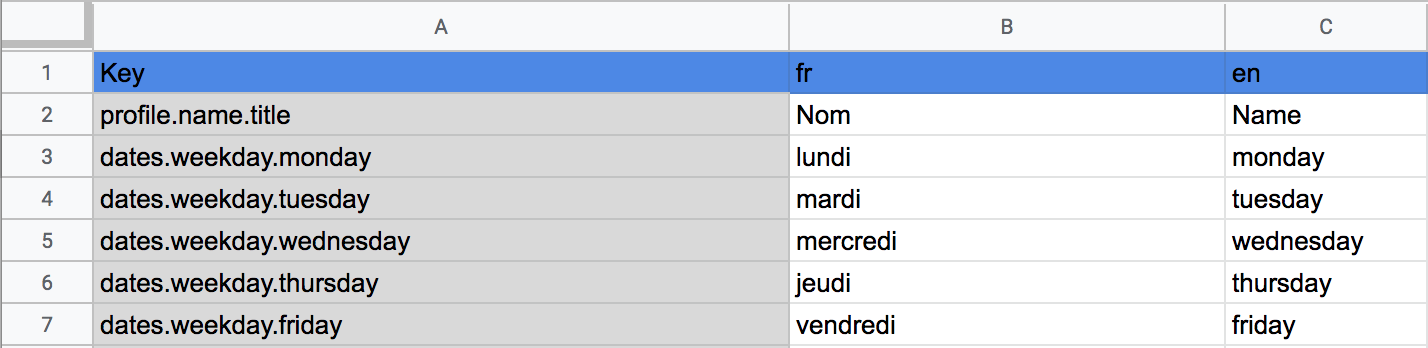 A B C
1 Key fr en
2 profile.name.title Nom Name
3 dates.weekday.monday lundi monday
4 dates.weekday.tuesday mardi tuesday
5 dates.weekday.wednesday mercredi wednesday
6 dates.weekday.thursday jeudi thursday
7 dates.weekday.friday vendredi friday